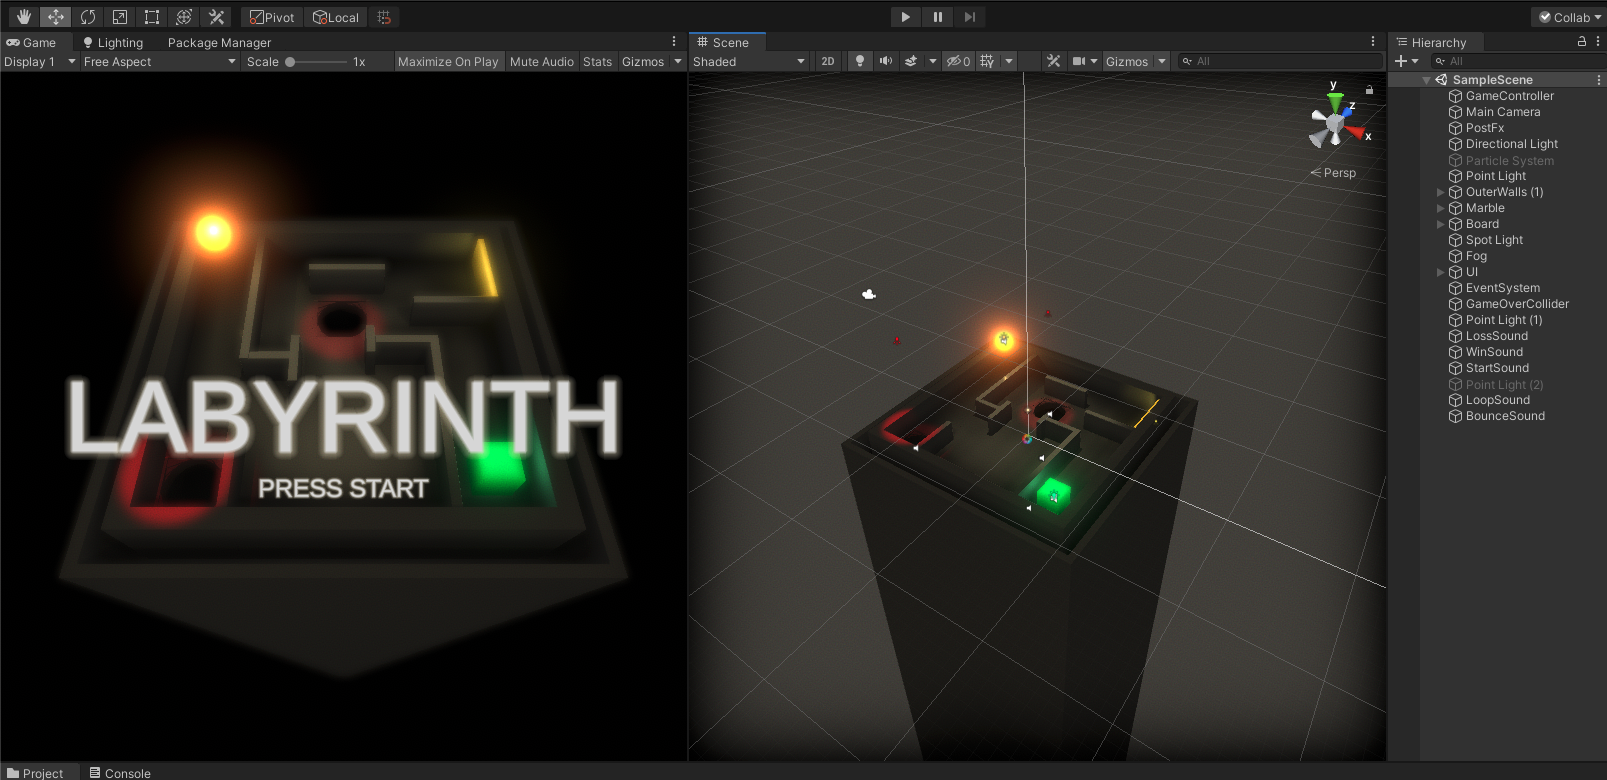 Pivot Local Collab
Game Lighting Package Manager
Display 1 Free Aspect Scale 1x Maximize On Play Mute Audio Stats Gizmos
LABYRINTH
PRESS START
Scene
Shaded 2D 0 Gizmos All
y
z
x
Persp
Hierarchy
All
SampleScene
GameController
Main Camera
PostFx
Directional Light
Particle System
Point Light
OuterWalls (1)
Marble
Board
Spot Light
Fog
UI
EventSystem
GameOverCollider
Point Light (1)
LossSound
WinSound
StartSound
Point Light (2)
LoopSound
BounceSound
Project Console